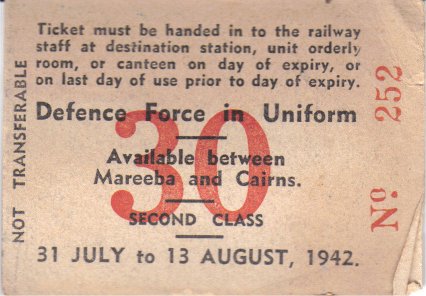 Ticket must be handed in to the railway
staff at destination station, unit orderly
room, or canteen on day of expiry, or
on last day of use prior to day of expiry.
Defence Force in Uniform
30
Available between
Mareeba and Cairns.
SECOND CLASS
31 JULY to 13 AUGUST, 1942.
NOT TRANSFERABLE
Nº 252